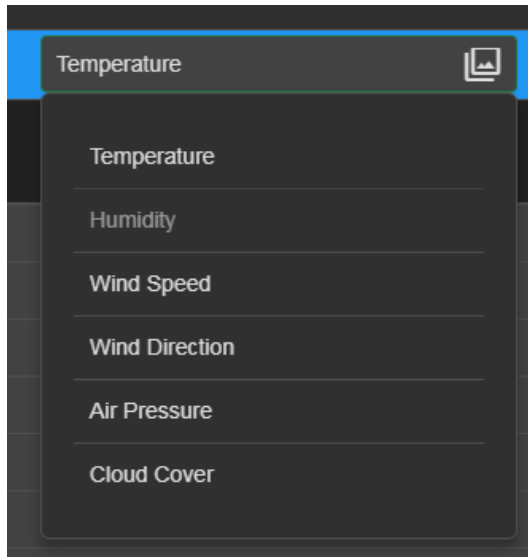 Temperature
Temperature
Humidity
Wind Speed
Wind Direction
Air Pressure
Cloud Cover